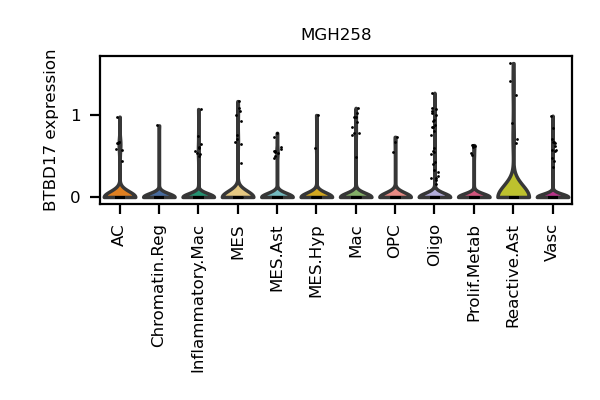 MGH258
BTBD17 expression
1
0
AC
Chromatin.Reg
Inflammatory.Mac
MES
MES.Ast
MES.Hyp
Mac
OPC
Oligo
Prolif.Metab
Reactive.Ast
Vasc